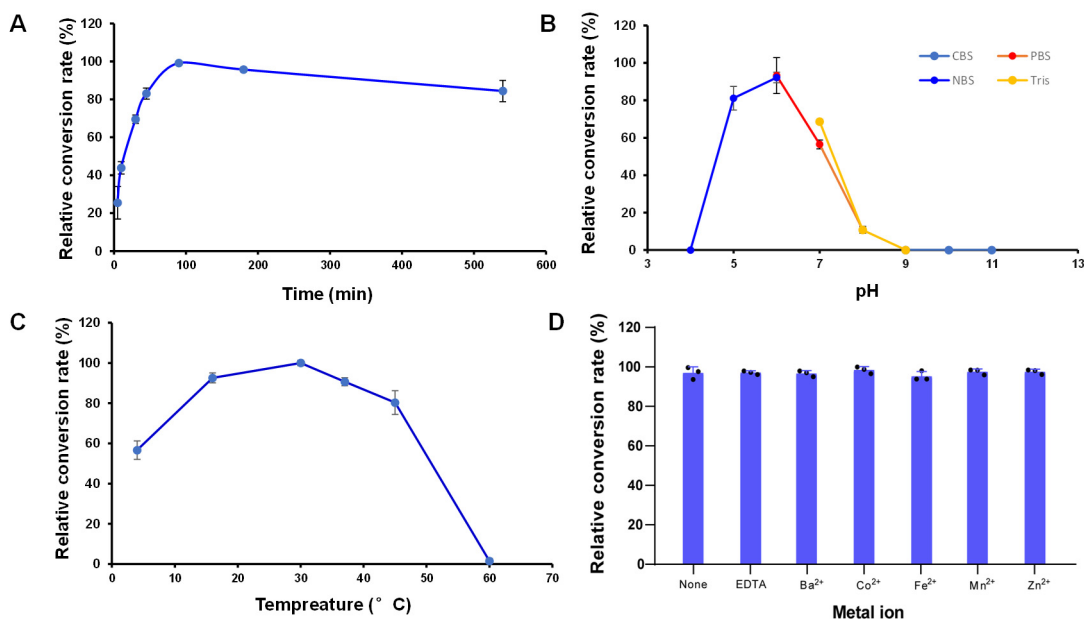 A
Relative conversion rate (%)
120
100
80
60
40
20
0
0 100 200 300 400 500 600
Time (min)
B
Relative conversion rate (%)
120
100
80
60
40
20
0
3 5 7 9 11 13
pH
CBS PBS
NBS Tris
C
Relative conversion rate (%)
120
100
80
60
40
20
0
0 10 20 30 40 50 60 70
Tempreature (° C)
D
Relative conversion rate (%)
120
100
80
60
40
20
0
None EDTA Ba²⁺ Co²⁺ Fe²⁺ Mn²⁺ Zn²⁺
Metal ion